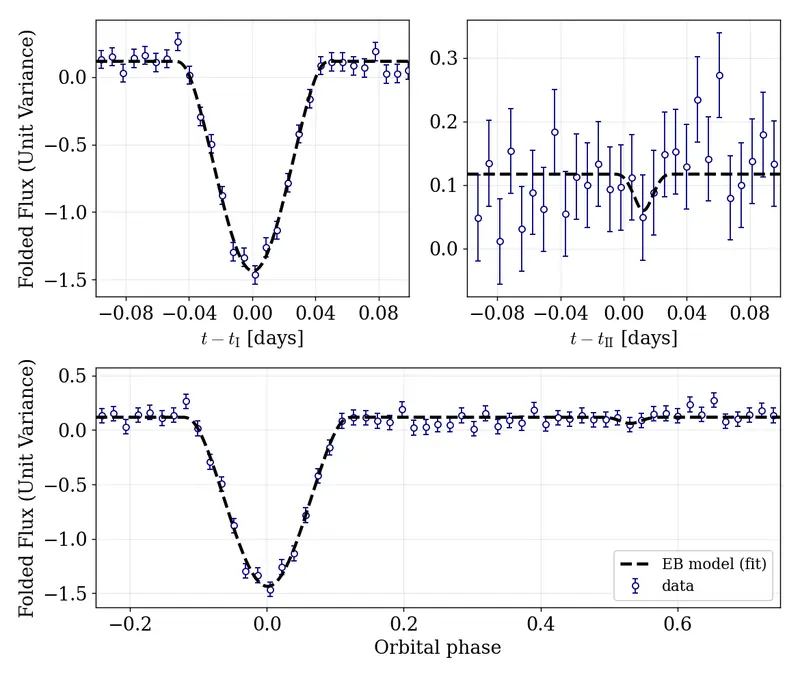 Folded Flux (Unit Variance)
0.0
−0.5
−1.0
−1.5
−0.08 −0.04 0.00 0.04 0.08
t − t_I [days]
0.3
0.2
0.1
0.0
−0.08 −0.04 0.00 0.04 0.08
t − t_II [days]
Folded Flux (Unit Variance)
0.5
0.0
−0.5
−1.0
−1.5
EB model (fit)
data
−0.2 0.0 0.2 0.4 0.6
Orbital phase